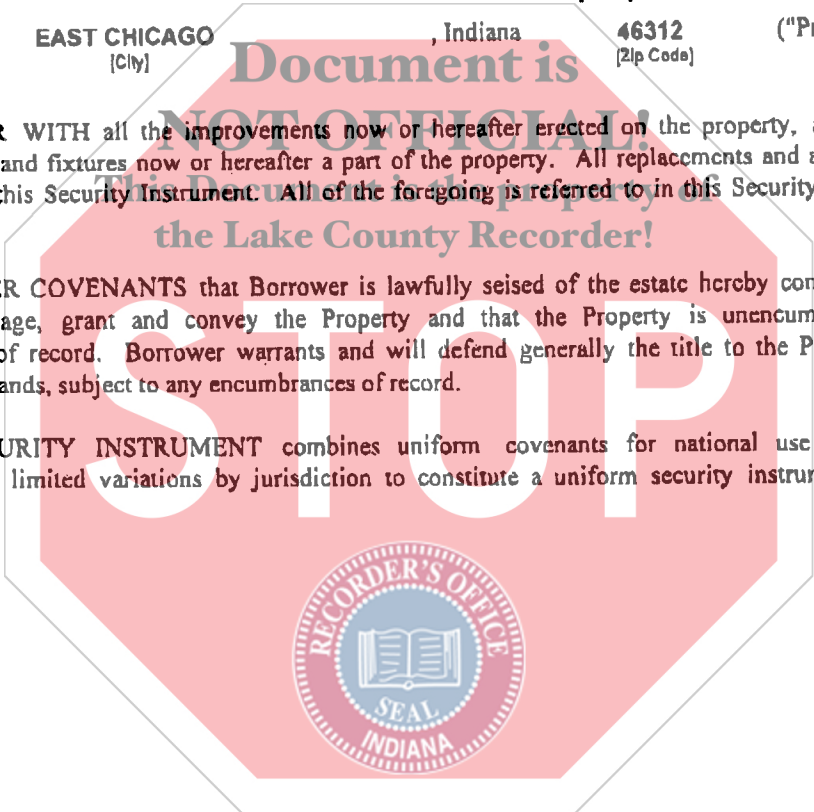 EAST CHICAGO , Indiana 46312 ("Pr
[City] [Zip Code]
Document is
NOT OFFICIAL!
R WITH all the improvements now or hereafter erected on the property, a
and fixtures now or hereafter a part of the property. All replacements and a
this Security Instrument. All of the foregoing is referred to in this Security
This Document is the property of
the Lake County Recorder!
ER COVENANTS that Borrower is lawfully seised of the estate hereby con
age, grant and convey the Property and that the Property is unencum
of record. Borrower warrants and will defend generally the title to the P
ands, subject to any encumbrances of record.
STOP
URITY INSTRUMENT combines uniform covenants for national use
limited variations by jurisdiction to constitute a uniform security instrum
RECORDER'S OFFICE
SEAL
INDIANA